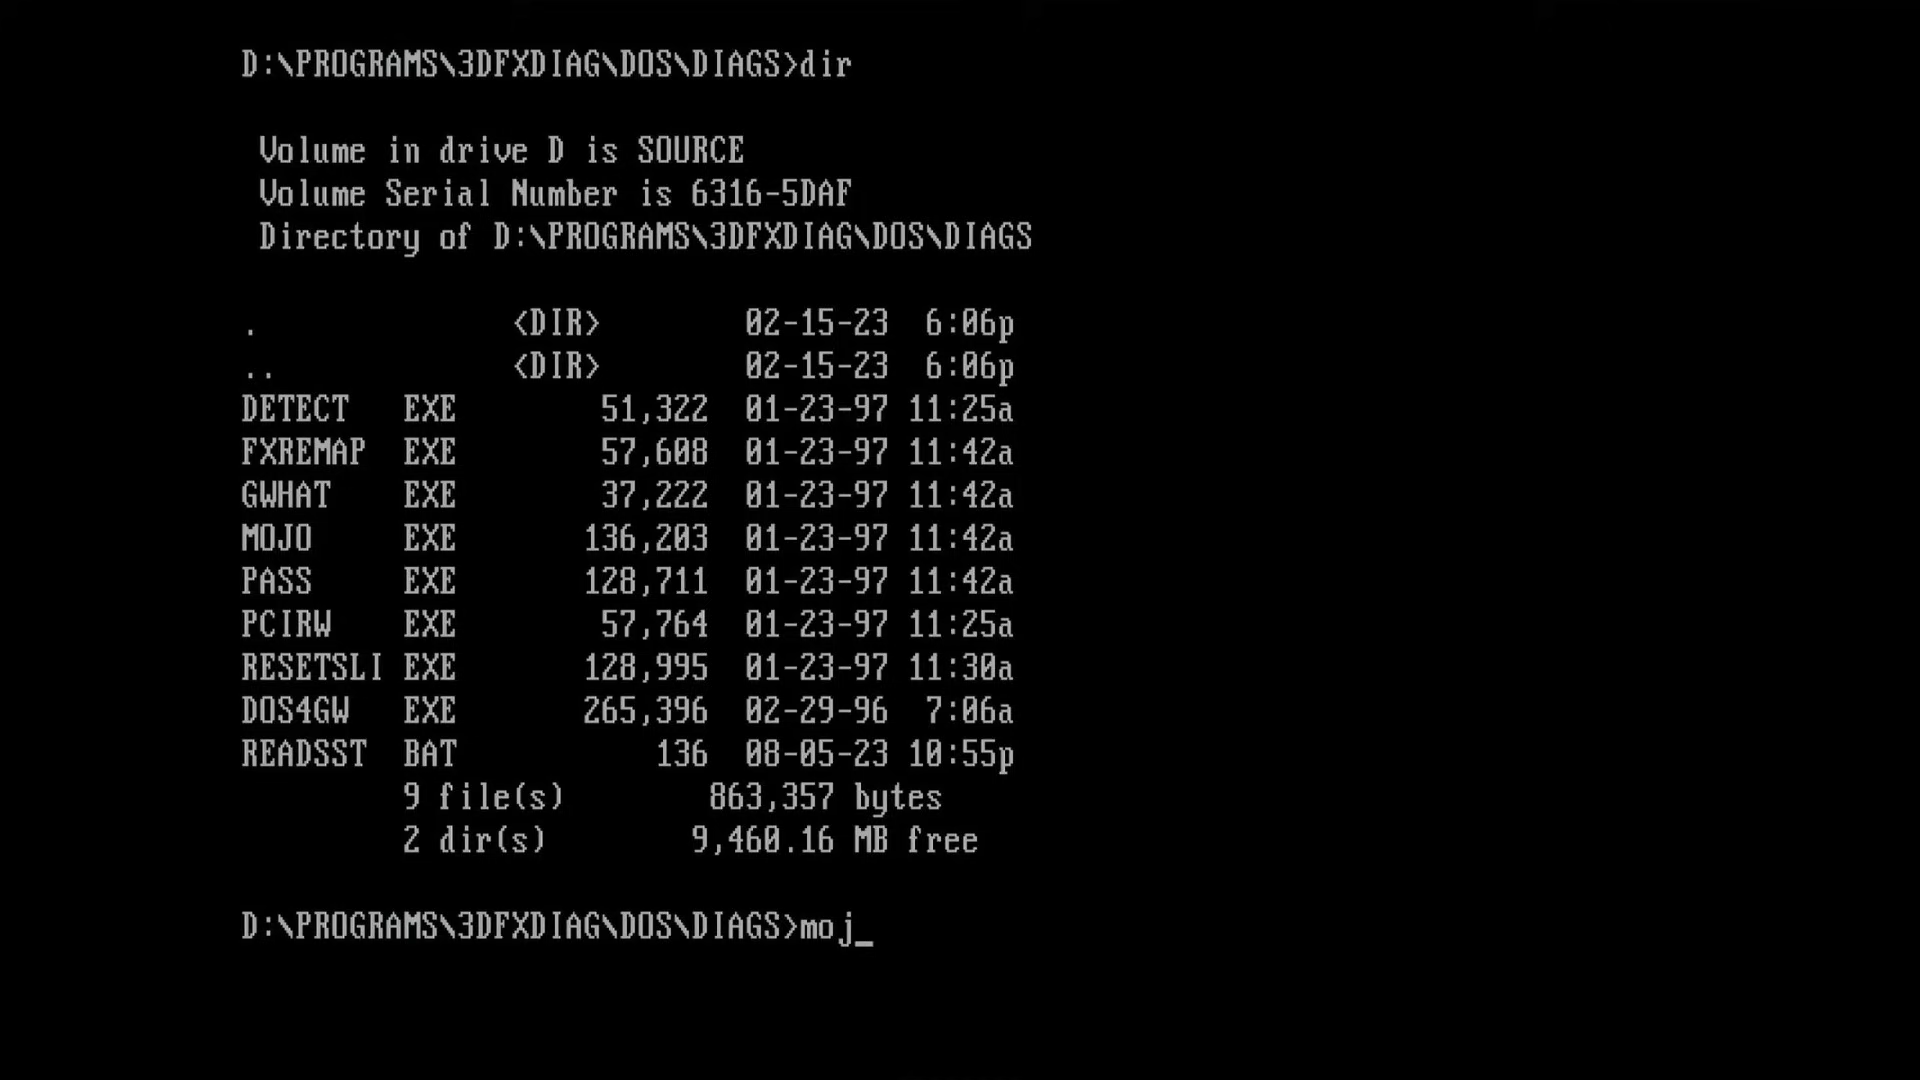 D:\PROGRAMS\3DFXDIAG\DOS\DIAGS>dir
Volume in drive D is SOURCE
Volume Serial Number is 6316-5DAF
Directory of D:\PROGRAMS\3DFXDIAG\DOS\DIAGS
. <DIR> 02-15-23 6:06p
.. <DIR> 02-15-23 6:06p
DETECT EXE 51,322 01-23-97 11:25a
FXREMAP EXE 57,608 01-23-97 11:42a
GWHAT EXE 37,222 01-23-97 11:42a
MOJO EXE 136,203 01-23-97 11:42a
PASS EXE 128,711 01-23-97 11:42a
PCIRW EXE 57,764 01-23-97 11:25a
RESETSLI EXE 128,995 01-23-97 11:30a
DOS4GW EXE 265,396 02-29-96 7:06a
READSST BAT 136 08-05-23 10:55p
9 file(s) 863,357 bytes
2 dir(s) 9,460.16 MB free
D:\PROGRAMS\3DFXDIAG\DOS\DIAGS>moj_